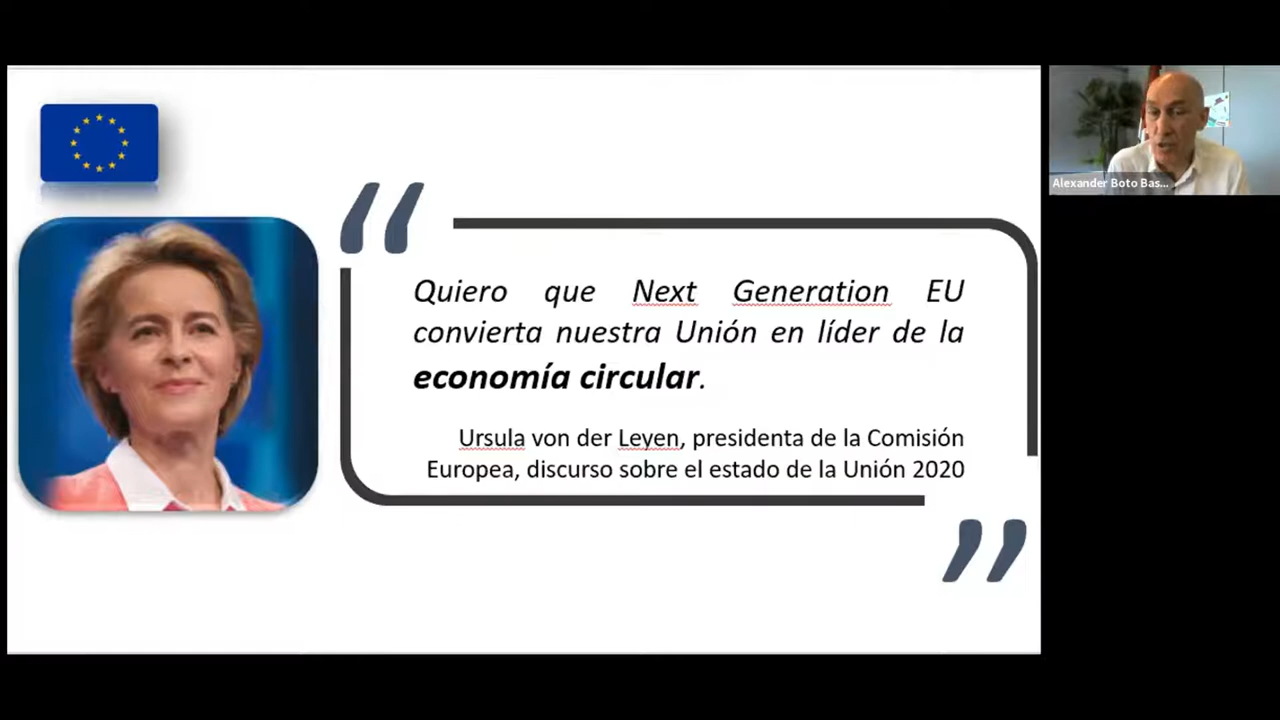 Quiero que Next Generation EU
convierta nuestra Unión en líder de la
economía circular.
Ursula von der Leyen, presidenta de la Comisión
Europea, discurso sobre el estado de la Unión 2020
Alexander Boto Bas...